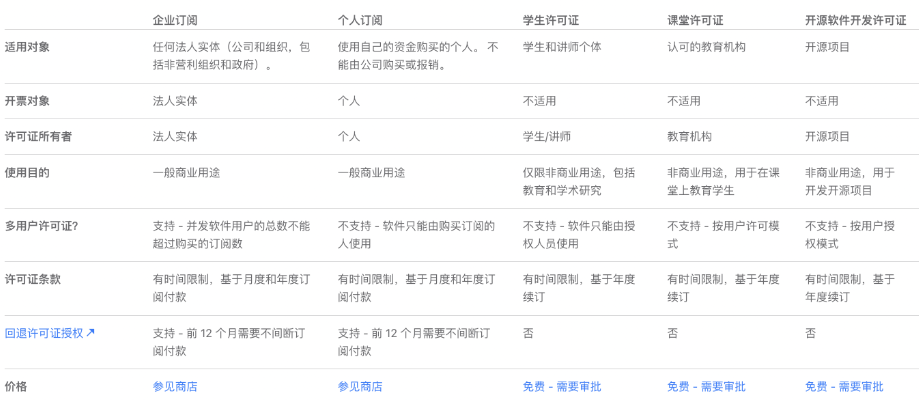 企业订阅 个人订阅 学生许可证 课堂许可证 开源软件开发许可证
适用对象 任何法人实体（公司和组织，包 使用自己的资金购买的个人。 不 学生和讲师个体 认可的教育机构 开源项目
括非营利组织和政府）。 能由公司购买或报销。
开票对象 法人实体 个人 不适用 不适用 不适用
许可证所有者 法人实体 个人 学生/讲师 教育机构 开源项目
使用目的 一般商业用途 一般商业用途 仅限非商业用途，包括 非商业用途，用于在课 非商业用途，用于
教育和学术研究 堂上教育学生 开发开源项目
多用户许可证? 支持 - 并发软件用户的总数不能 不支持 - 软件只能由购买订阅的 不支持 - 软件只能由授 不支持 - 按用户许可模 不支持 - 按用户授
超过购买的订阅数 人使用 权人员使用 式 权模式
许可证条款 有时间限制，基于月度和年度订 有时间限制，基于月度和年度订 有时间限制，基于年度 有时间限制，基于年度 有时间限制，基于
阅付款 阅付款 续订 续订 年度续订
回退许可证授权 ↗ 支持 - 前 12 个月需要不间断订 支持 - 前 12 个月需要不间断订 否 否 否
阅付款 阅付款
价格 参见商店 参见商店 免费 - 需要审批 免费 - 需要审批 免费 - 需要审批